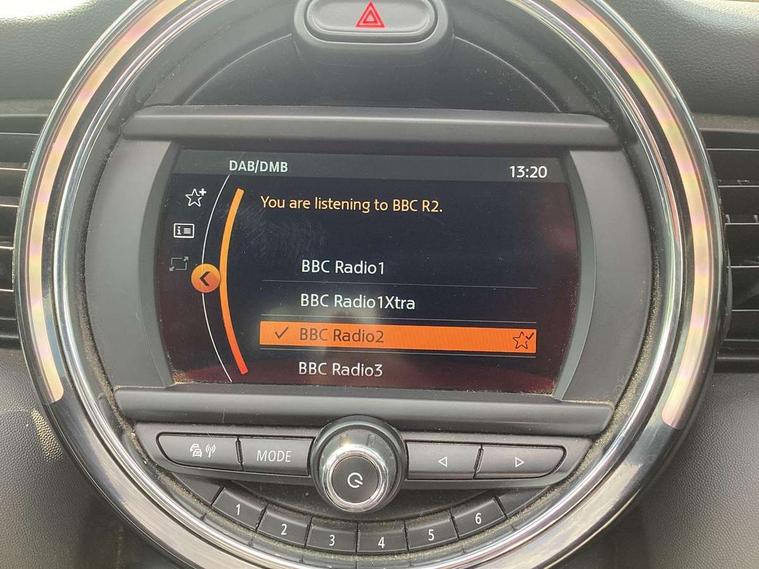 DAB/DMB 13:20
You are listening to BBC R2.
BBC Radio1
BBC Radio1Xtra
BBC Radio2
BBC Radio3
MODE
1 2 3 4 5 6